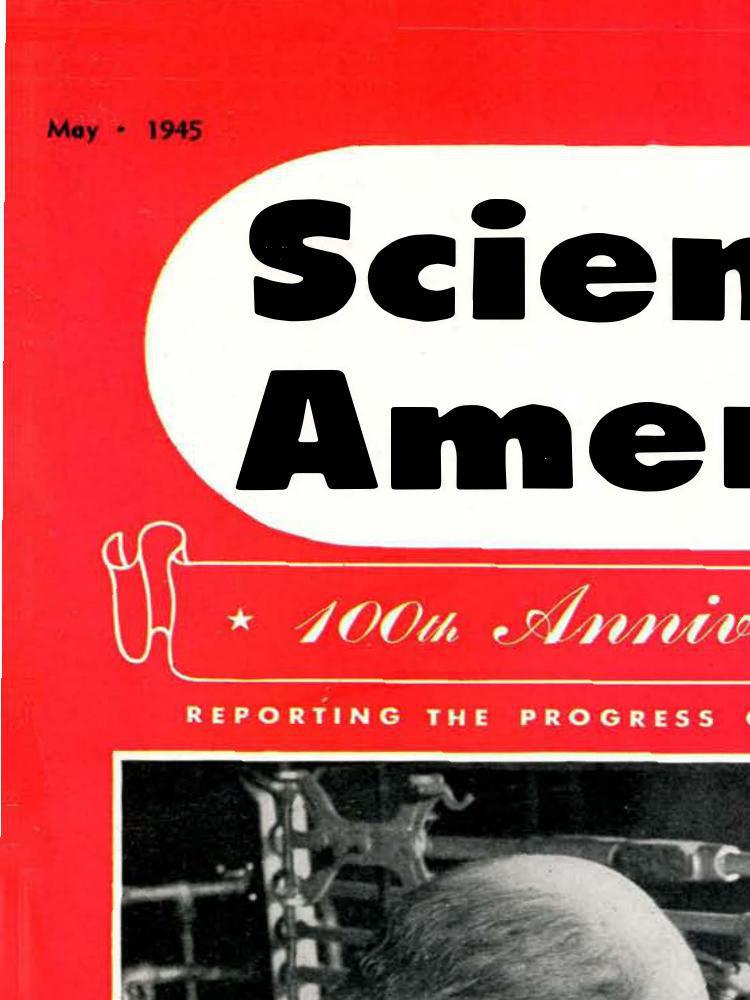 May • 1945
Scien
Amer
★ 100th Anniv
REPORTING THE PROGRESS